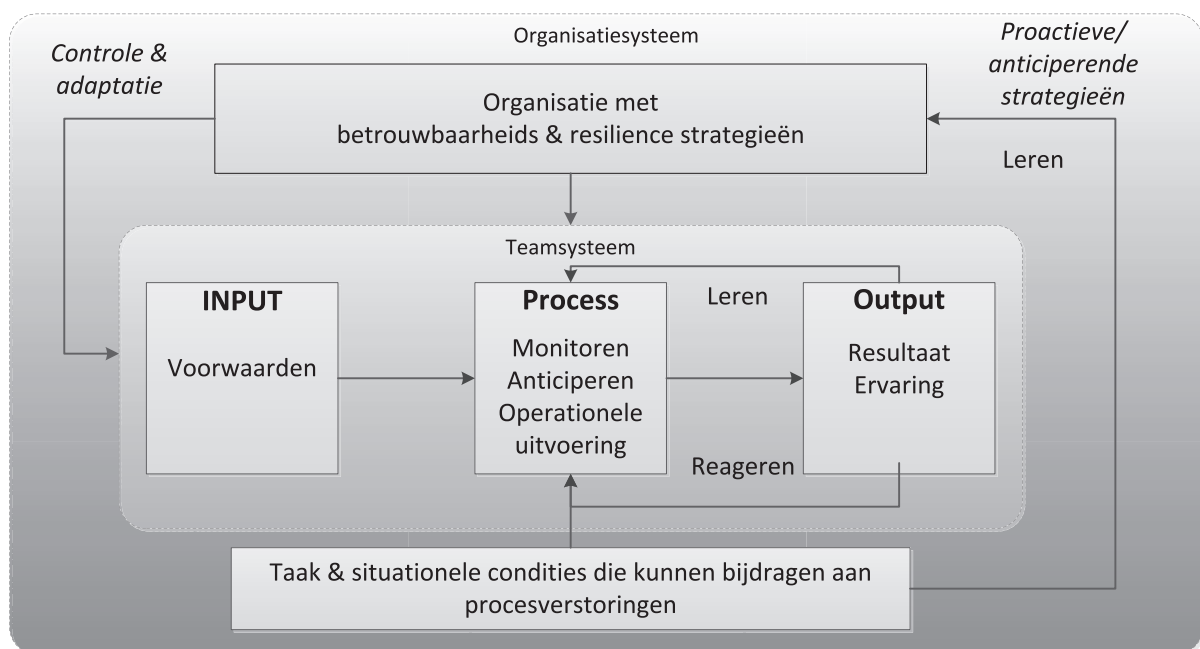 Organisatiesysteem
Controle &
adaptatie
Proactieve/
anticiperende
strategieën
Organisatie met
betrouwbaarheids & resilience strategieën
Leren
Teamsysteem
INPUT
Voorwaarden
Process
Monitoren
Anticiperen
Operationele
uitvoering
Leren
Output
Resultaat
Ervaring
Reageren
Taak & situationele condities die kunnen bijdragen aan
procesverstoringen